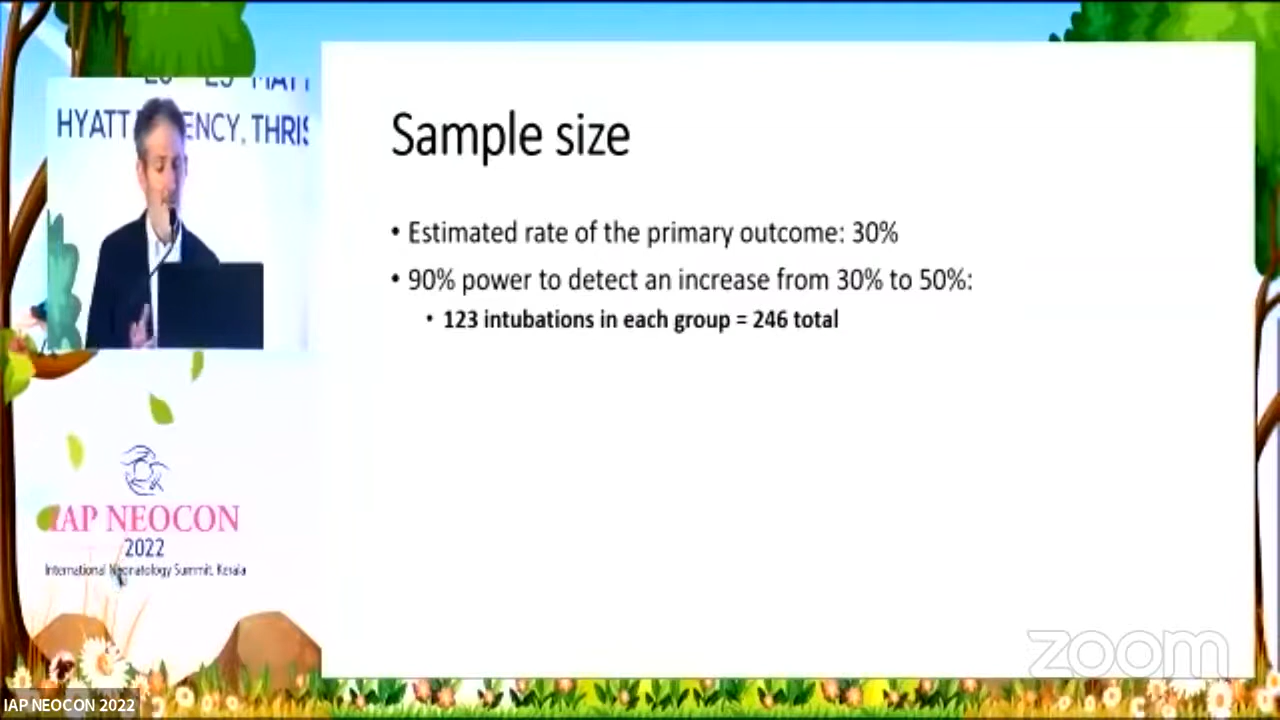 HYATT ENCY, THRIS
Sample size
• Estimated rate of the primary outcome: 30%
• 90% power to detect an increase from 30% to 50%:
• 123 intubations in each group = 246 total
IAP NEOCON
2022
International Neonatology Summit, Kerala
zoom
IAP NEOCON 2022